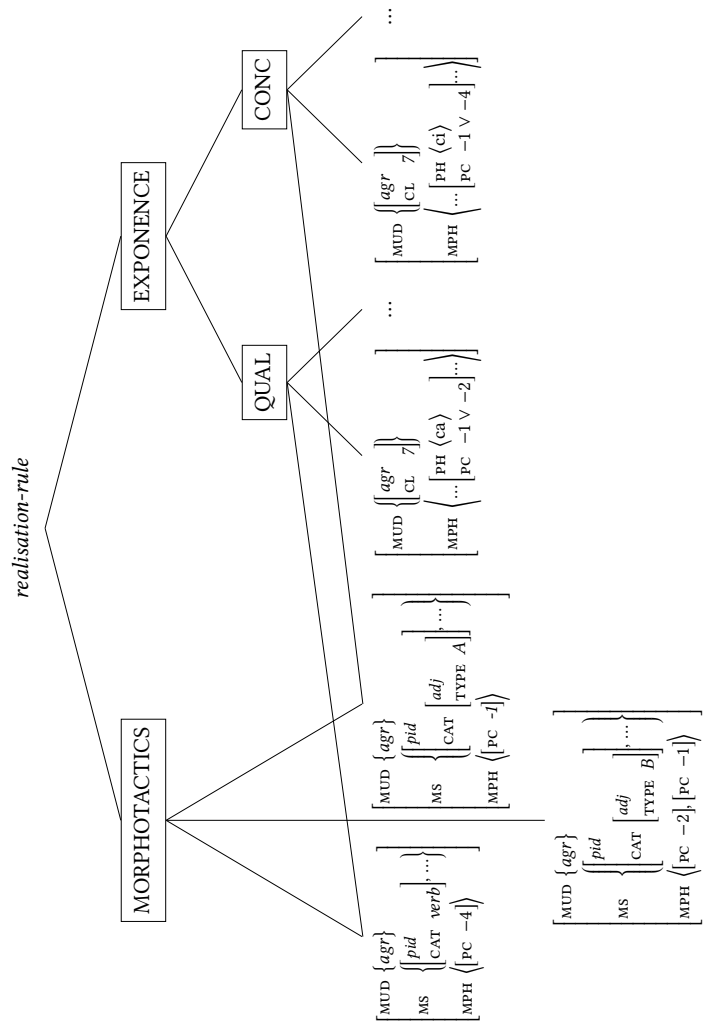 realisation-rule
MORPHOTACTICS
EXPONENCE
QUAL
CONC
[MUD {agr}
MS {[pid
CAT verb], …}
MPH ⟨[PC −4]⟩]
[MUD {agr}
MS {[pid
CAT [adj
TYPE A]], …}
MPH ⟨[PC -1]⟩]
[MUD {[agr
CL 7]}
MPH ⟨… [PH ⟨ca⟩
PC −1 ∨ −2] …⟩]
…
[MUD {[agr
CL 7]}
MPH ⟨… [PH ⟨ci⟩
PC −1 ∨ −4] …⟩]
…
[MUD {agr}
MS {[pid
CAT [adj
TYPE B]], …}
MPH ⟨[PC −2], [PC −1]⟩]